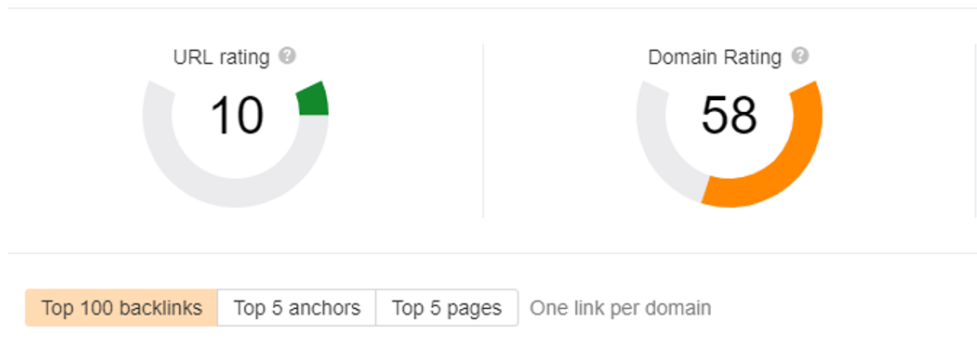 URL rating ?
Domain Rating ?
10
58
Top 100 backlinks Top 5 anchors Top 5 pages One link per domain